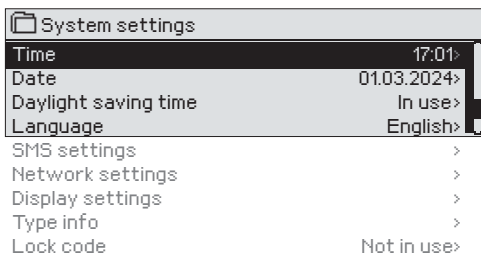 System settings
Time 17:01>
Date 01.03.2024>
Daylight saving time In use>
Language English>
SMS settings >
Network settings >
Display settings >
Type info >
Lock code Not in use>